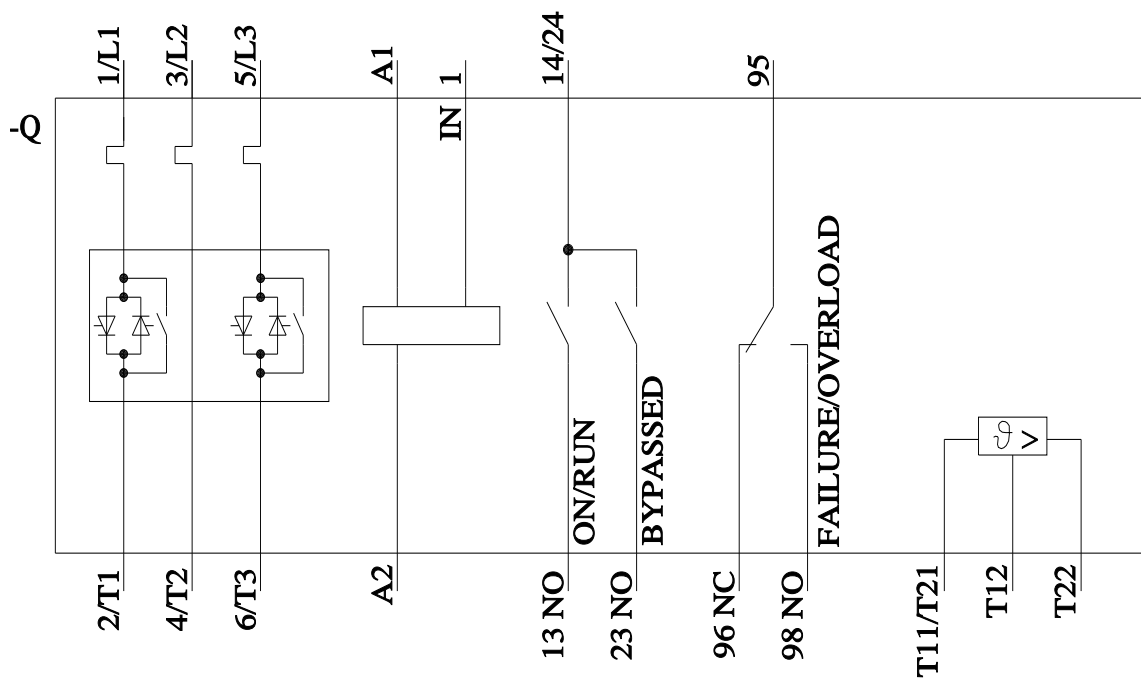 -Q
1/L1
3/L2
5/L3
A1
IN 1
14/24
95
ON/RUN
BYPASSED
FAILURE/OVERLOAD
ϑ >
2/T1
4/T2
6/T3
A2
13 NO
23 NO
96 NC
98 NO
T11/T21
T12
T22